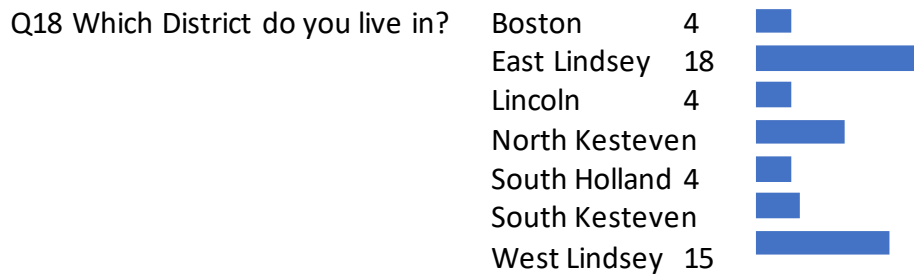 Q18 Which District do you live in? Boston 4
East Lindsey 18
Lincoln 4
North Kesteven
South Holland 4
South Kesteven
West Lindsey 15